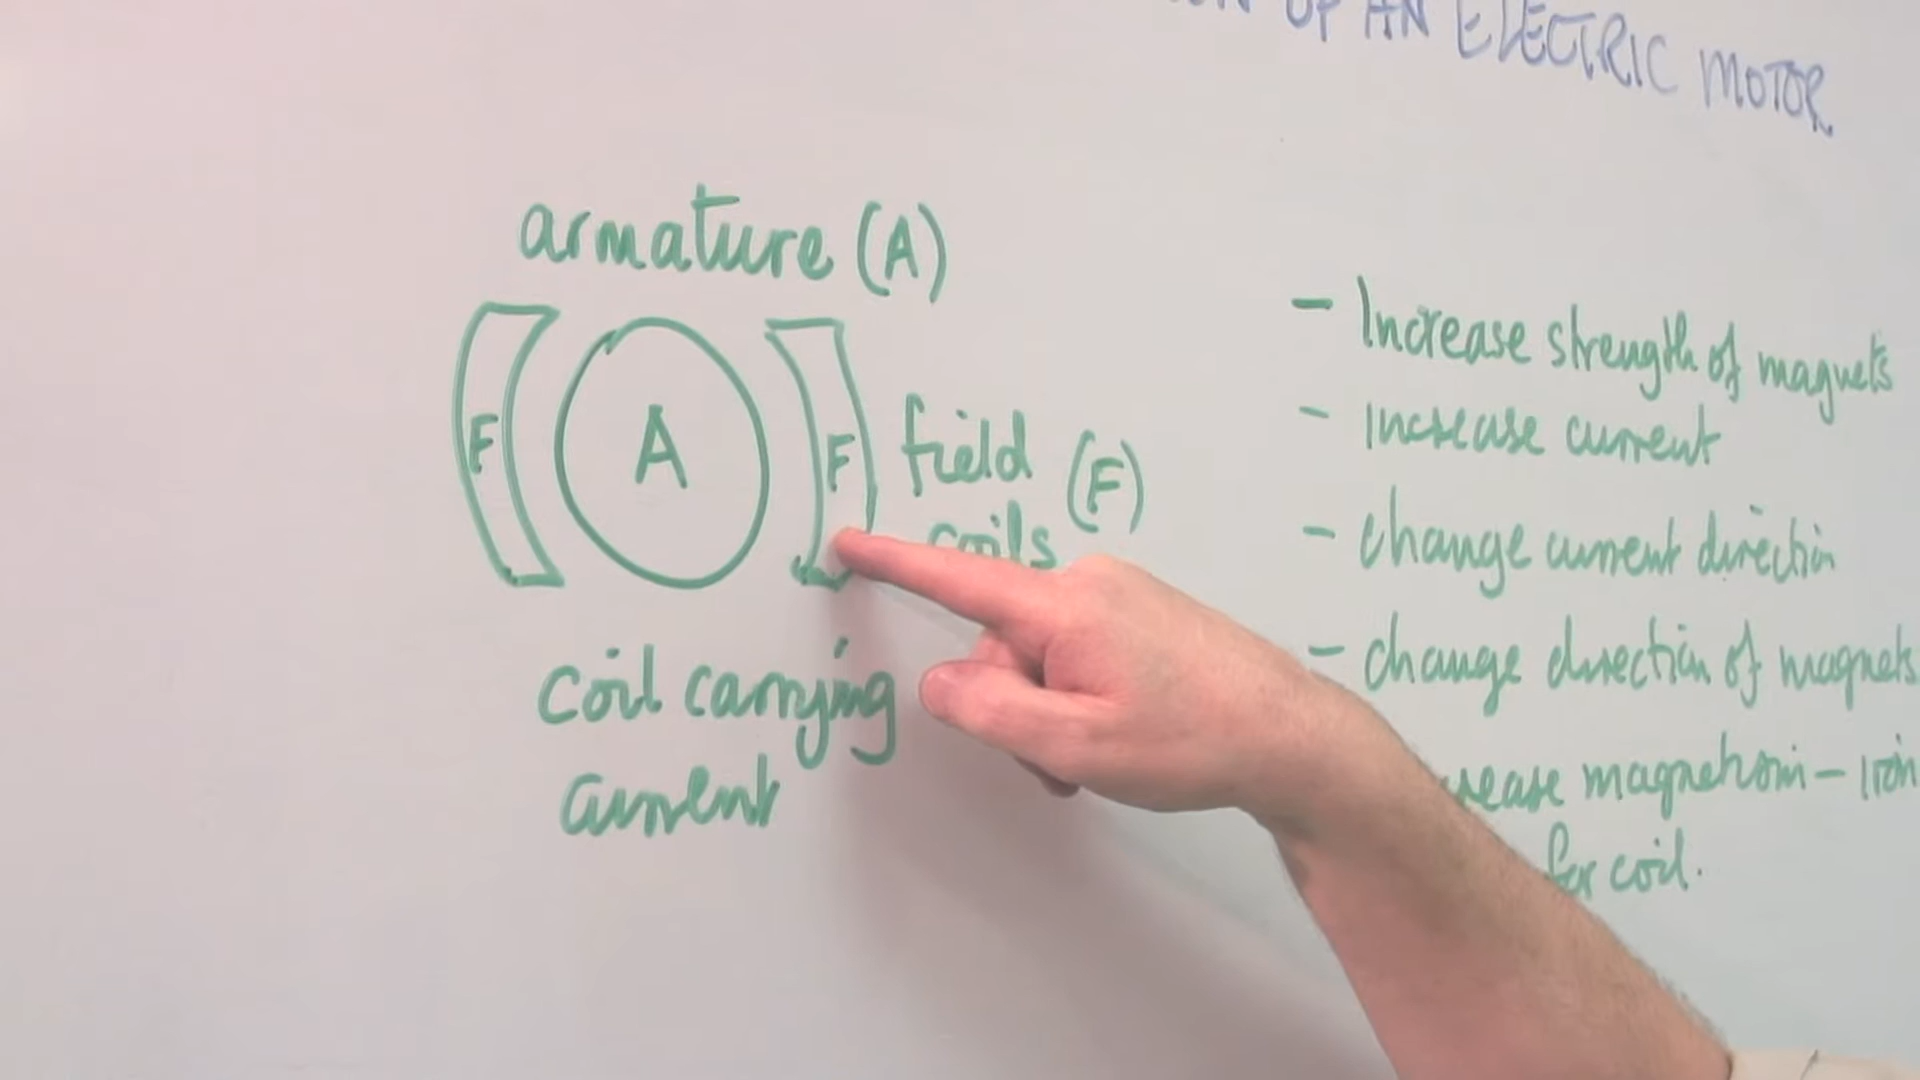 OF AN ELECTRIC MOTOR
armature (A)
F
A
F
field
coils
(F)
coil carrying
current
- Increase strength of magnets
- increase current
- change current direction
- change direction of magnets
magnetism - iron
for coil.